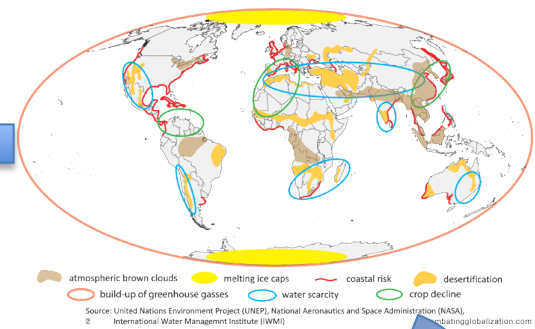 atmospheric brown clouds melting ice caps coastal risk desertification
build-up of greenhouse gasses water scarcity crop decline
Source: United Nations Environment Project (UNEP), National Aeronautics and Space Administration (NASA),
International Water Managemnt Institute (IWMI)
ombatingglobalization.com